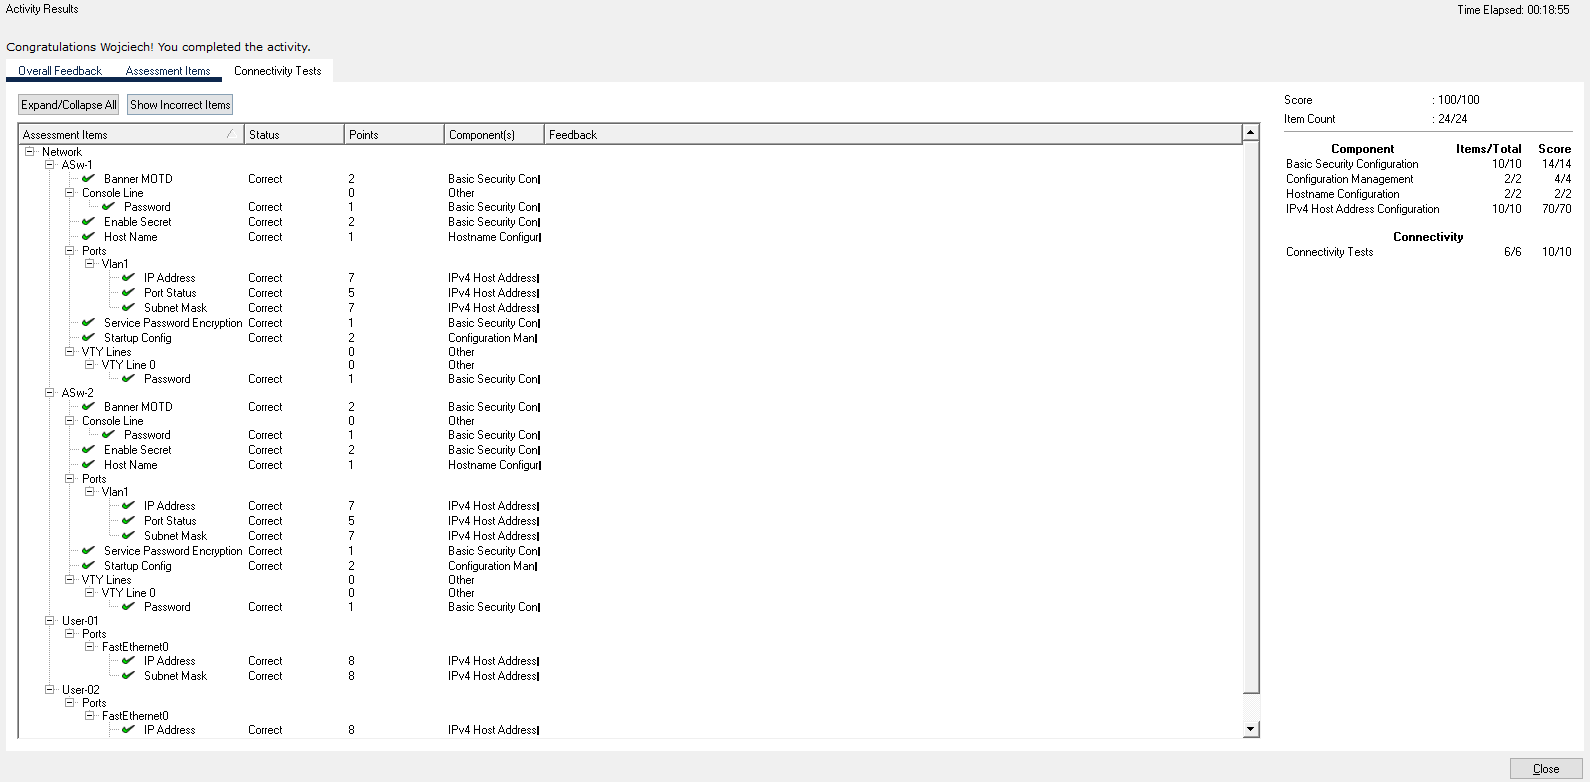 Activity Results
Time Elapsed: 00:18:55
Congratulations Wojciech! You completed the activity.
Overall Feedback Assessment Items Connectivity Tests
Expand/Collapse All Show Incorrect Items
Score : 100/100
Item Count : 24/24
Assessment Items Status Points Component(s) Feedback
Network
ASw-1
Banner MOTD Correct 2 Basic Security Conf
Console Line 0 Other
Password Correct 1 Basic Security Conf
Enable Secret Correct 2 Basic Security Conf
Host Name Correct 1 Hostname Configur
Ports
Vlan1
IP Address Correct 7 IPv4 Host Address
Port Status Correct 5 IPv4 Host Address
Subnet Mask Correct 7 IPv4 Host Address
Service Password Encryption Correct 1 Basic Security Conf
Startup Config Correct 2 Configuration Man
VTY Lines 0 Other
VTY Line 0 0 Other
Password Correct 1 Basic Security Conf
ASw-2
Banner MOTD Correct 2 Basic Security Conf
Console Line 0 Other
Password Correct 1 Basic Security Conf
Enable Secret Correct 2 Basic Security Conf
Host Name Correct 1 Hostname Configur
Ports
Vlan1
IP Address Correct 7 IPv4 Host Address
Port Status Correct 5 IPv4 Host Address
Subnet Mask Correct 7 IPv4 Host Address
Service Password Encryption Correct 1 Basic Security Conf
Startup Config Correct 2 Configuration Man
VTY Lines 0 Other
VTY Line 0 0 Other
Password Correct 1 Basic Security Conf
User-01
Ports
FastEthernet0
IP Address Correct 8 IPv4 Host Address
Subnet Mask Correct 8 IPv4 Host Address
User-02
Ports
FastEthernet0
IP Address Correct 8 IPv4 Host Address
Component Items/Total Score
Basic Security Configuration 10/10 14/14
Configuration Management 2/2 4/4
Hostname Configuration 2/2 2/2
IPv4 Host Address Configuration 10/10 70/70
Connectivity
Connectivity Tests 6/6 10/10
Close